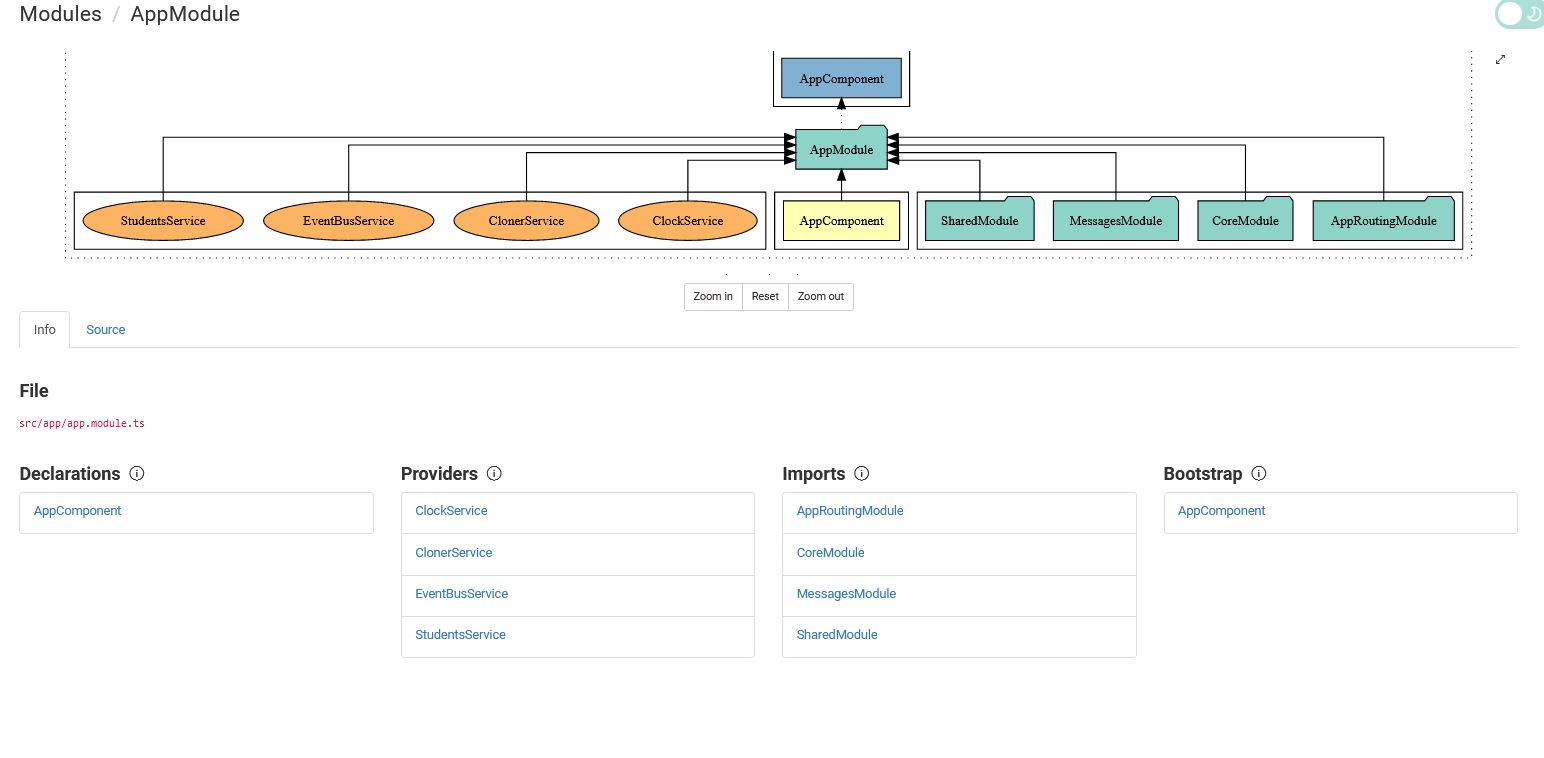 Modules / AppModule
AppComponent
AppModule
StudentsService EventBusService ClonerService ClockService AppComponent SharedModule MessagesModule CoreModule AppRoutingModule
Zoom in Reset Zoom out
Info Source
File
src/app/app.module.ts
Declarations Providers Imports Bootstrap
AppComponent ClockService AppRoutingModule AppComponent
ClonerService CoreModule
EventBusService MessagesModule
StudentsService SharedModule